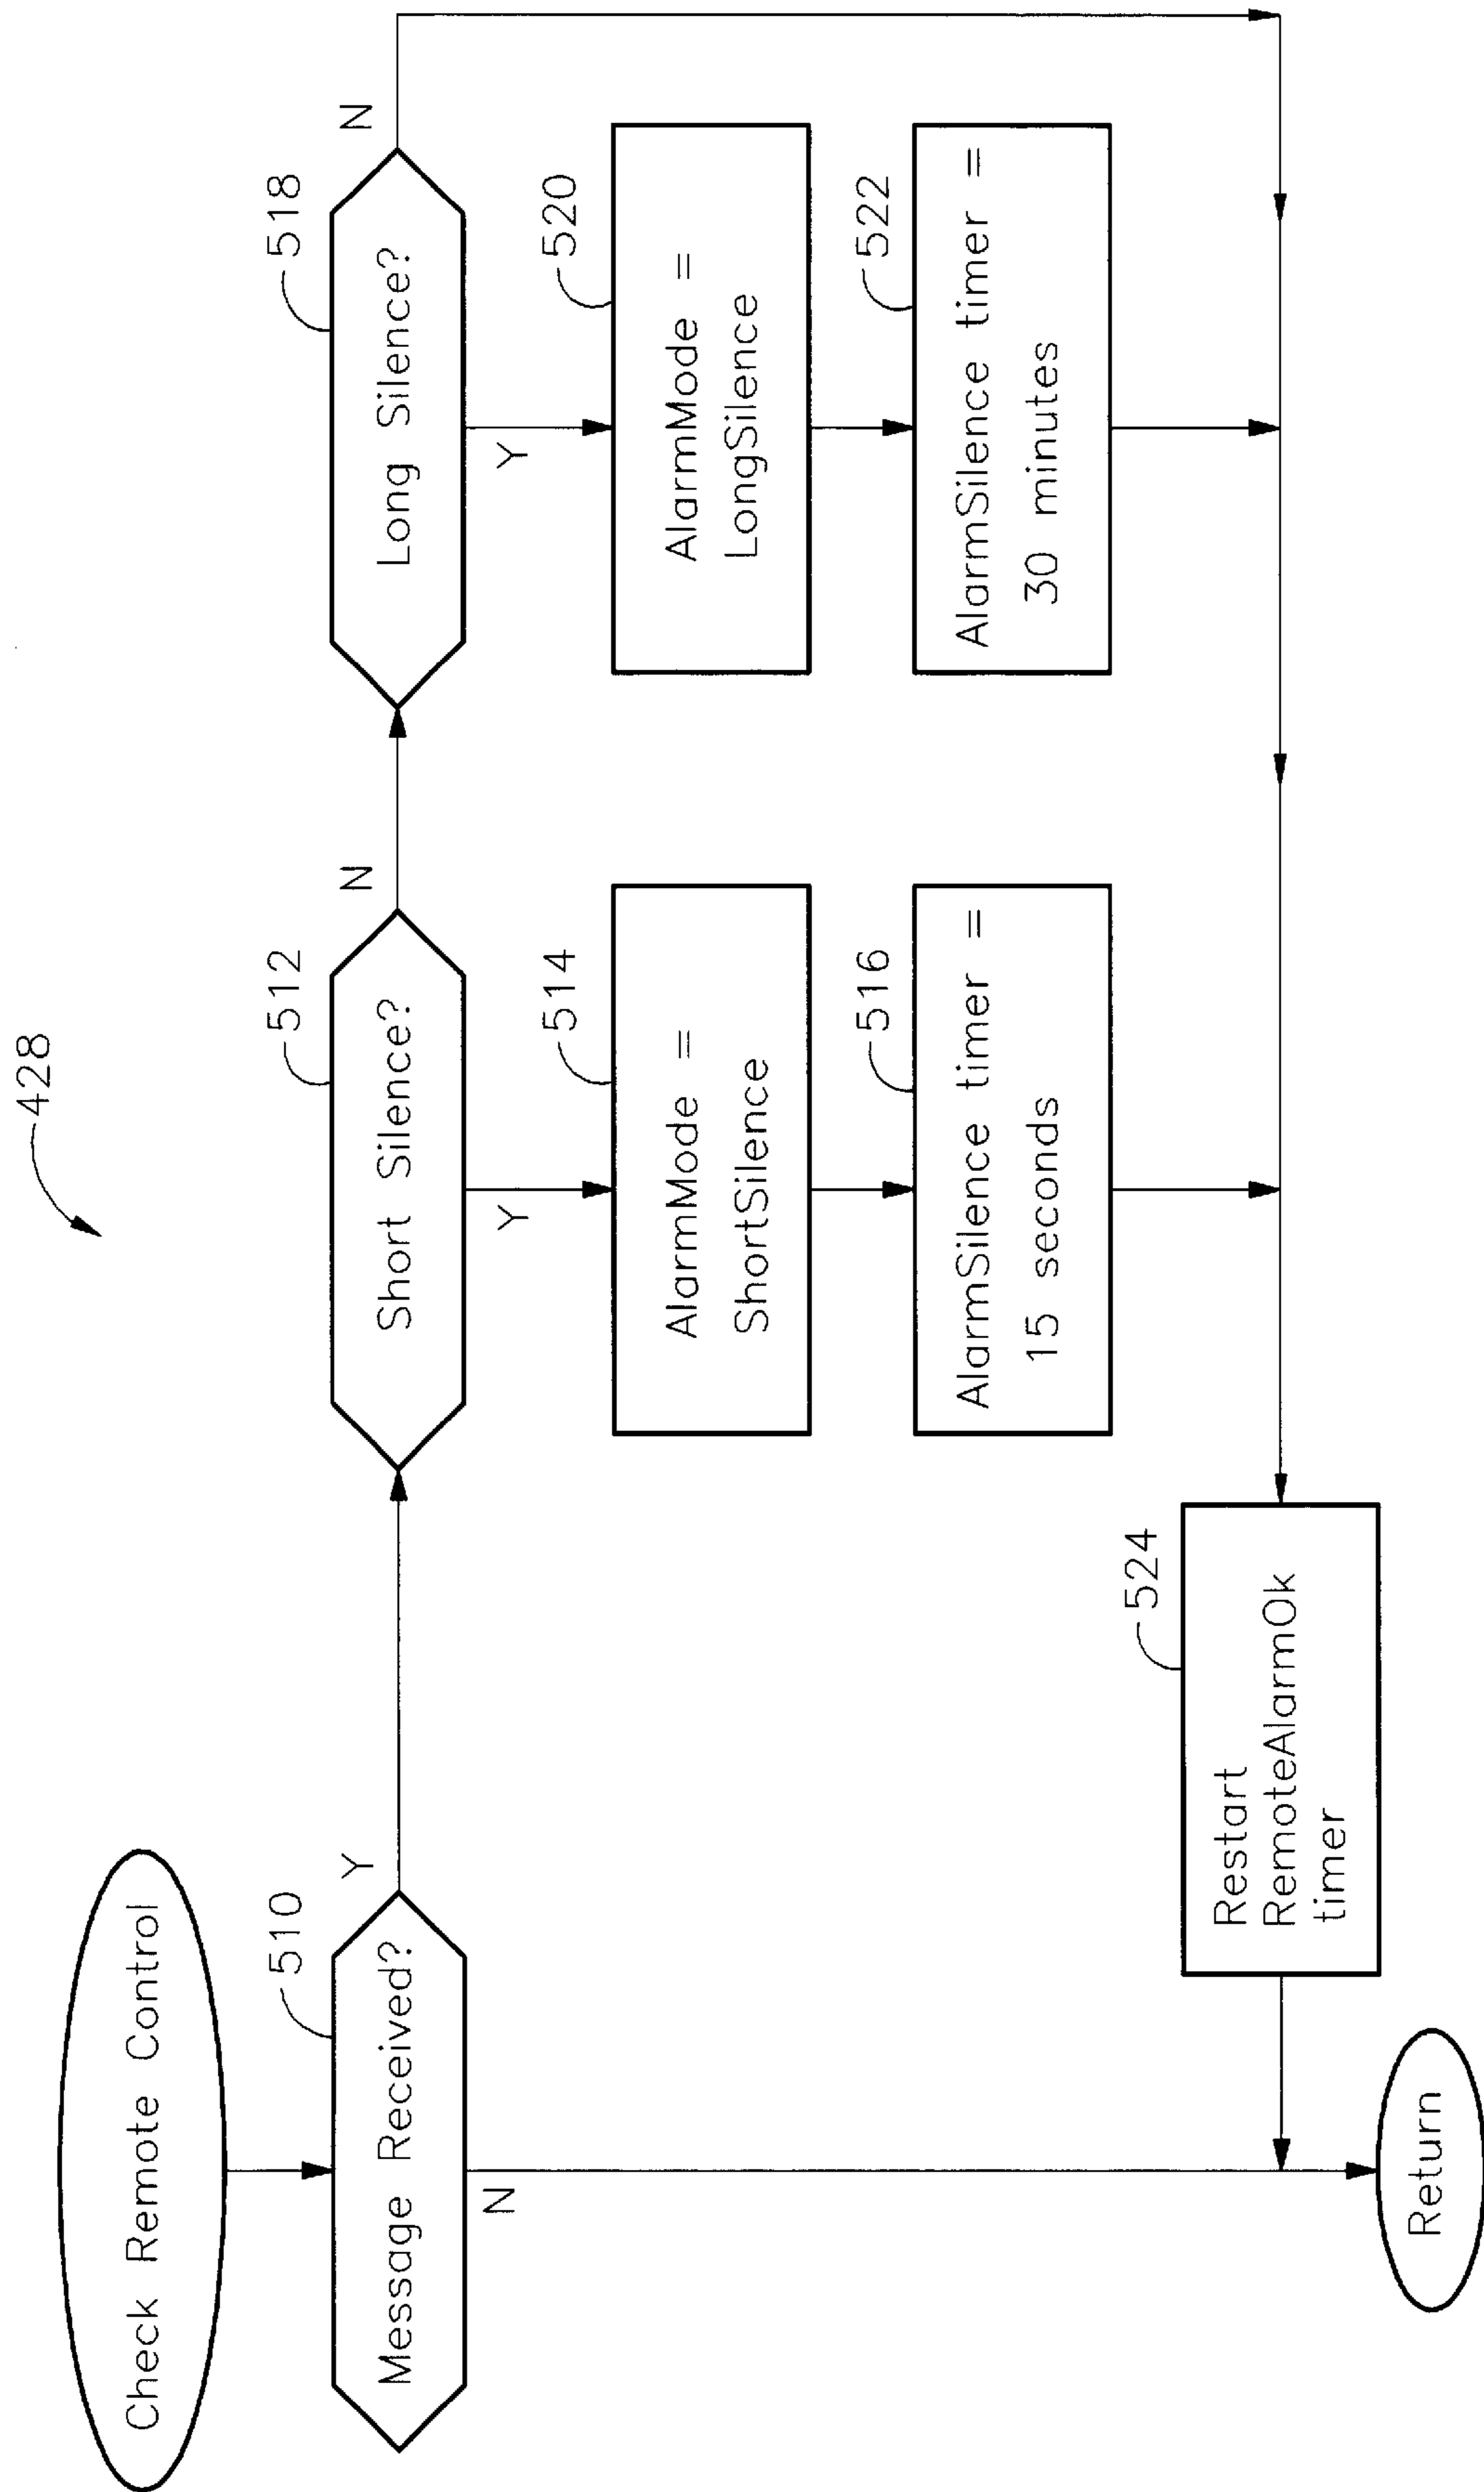 428
Check Remote Control
510
Message Received?
Y
N
512
Short Silence?
N
Y
514
AlarmMode =
ShortSilence
516
AlarmSilence timer =
15 seconds
518
Long Silence?
N
Y
520
AlarmMode =
LongSilence
522
AlarmSilence timer =
30 minutes
524
Restart
RemoteAlarmOk
timer
Return